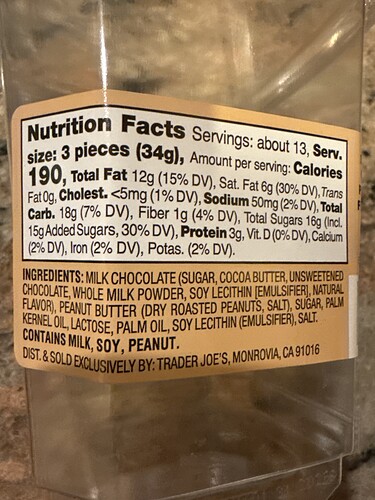 Nutrition Facts Servings: about 13, Serv.
size: 3 pieces (34g), Amount per serving: Calories
190, Total Fat 12g (15% DV), Sat. Fat 6g (30% DV), Trans
Fat 0g, Cholest. <5mg (1% DV), Sodium 50mg (2% DV), Total
Carb. 18g (7% DV), Fiber 1g (4% DV), Total Sugars 16g (Incl.
15g Added Sugars, 30% DV), Protein 3g, Vit. D (0% DV), Calcium
(2% DV), Iron (2% DV), Potas. (2% DV).
INGREDIENTS: MILK CHOCOLATE (SUGAR, COCOA BUTTER, UNSWEETENED
CHOCOLATE, WHOLE MILK POWDER, SOY LECITHIN [EMULSIFIER], NATURAL
FLAVOR), PEANUT BUTTER (DRY ROASTED PEANUTS, SALT), SUGAR, PALM
KERNEL OIL, LACTOSE, PALM OIL, SOY LECITHIN (EMULSIFIER), SALT.
CONTAINS MILK, SOY, PEANUT.
DIST. & SOLD EXCLUSIVELY BY: TRADER JOE'S, MONROVIA, CA 91016